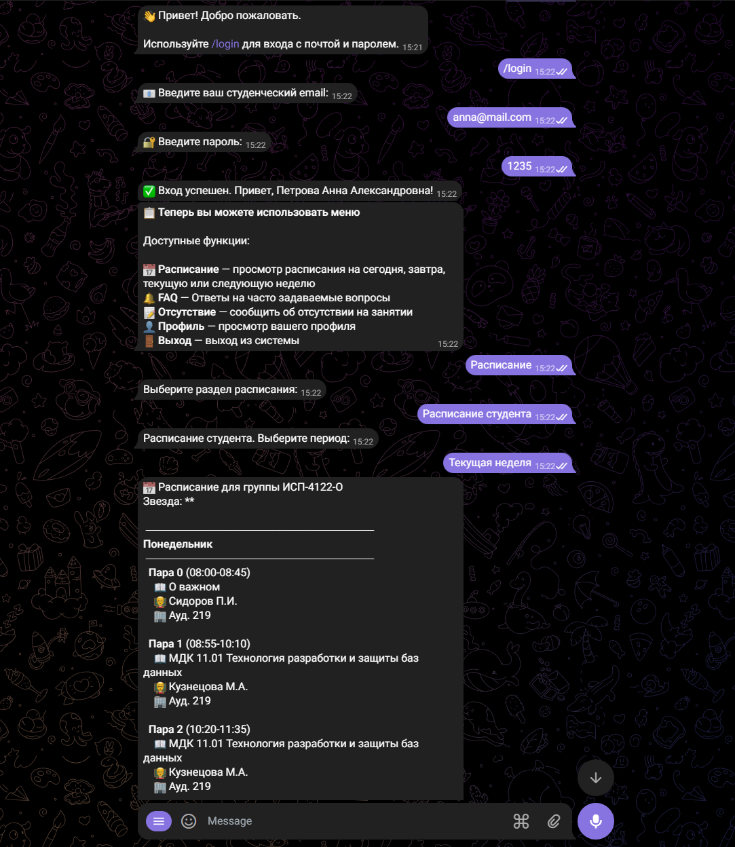 👋 Привет! Добро пожаловать.
Используйте /login для входа с почтой и паролем. 15:21
/login 15:22
📧 Введите ваш студенческий email: 15:22
anna@mail.com 15:22
🔐 Введите пароль: 15:22
1235 15:22
✅ Вход успешен. Привет, Петрова Анна Александровна! 15:22
📋 Теперь вы можете использовать меню
Доступные функции:
📅 Расписание — просмотр расписания на сегодня, завтра,
текущую или следующую неделю
🔔 FAQ — Ответы на часто задаваемые вопросы
📝 Отсутствие — сообщить об отсутствии на занятии
👤 Профиль — просмотр вашего профиля
🚪 Выход — выход из системы 15:22
Расписание 15:22
Выберите раздел расписания: 15:22
Расписание студента 15:22
Расписание студента. Выберите период: 15:22
Текущая неделя 15:22
📅 Расписание для группы ИСП-4122-О
Звезда: **
Понедельник
Пара 0 (08:00-08:45)
📖 О важном
👩‍🏫 Сидоров П.И.
🏢 Ауд. 219
Пара 1 (08:55-10:10)
📖 МДК 11.01 Технология разработки и защиты баз
данных
👩‍🏫 Кузнецова М.А.
🏢 Ауд. 219
Пара 2 (10:20-11:35)
📖 МДК 11.01 Технология разработки и защиты баз
данных
👩‍🏫 Кузнецова М.А.
🏢 Ауд. 219
Message